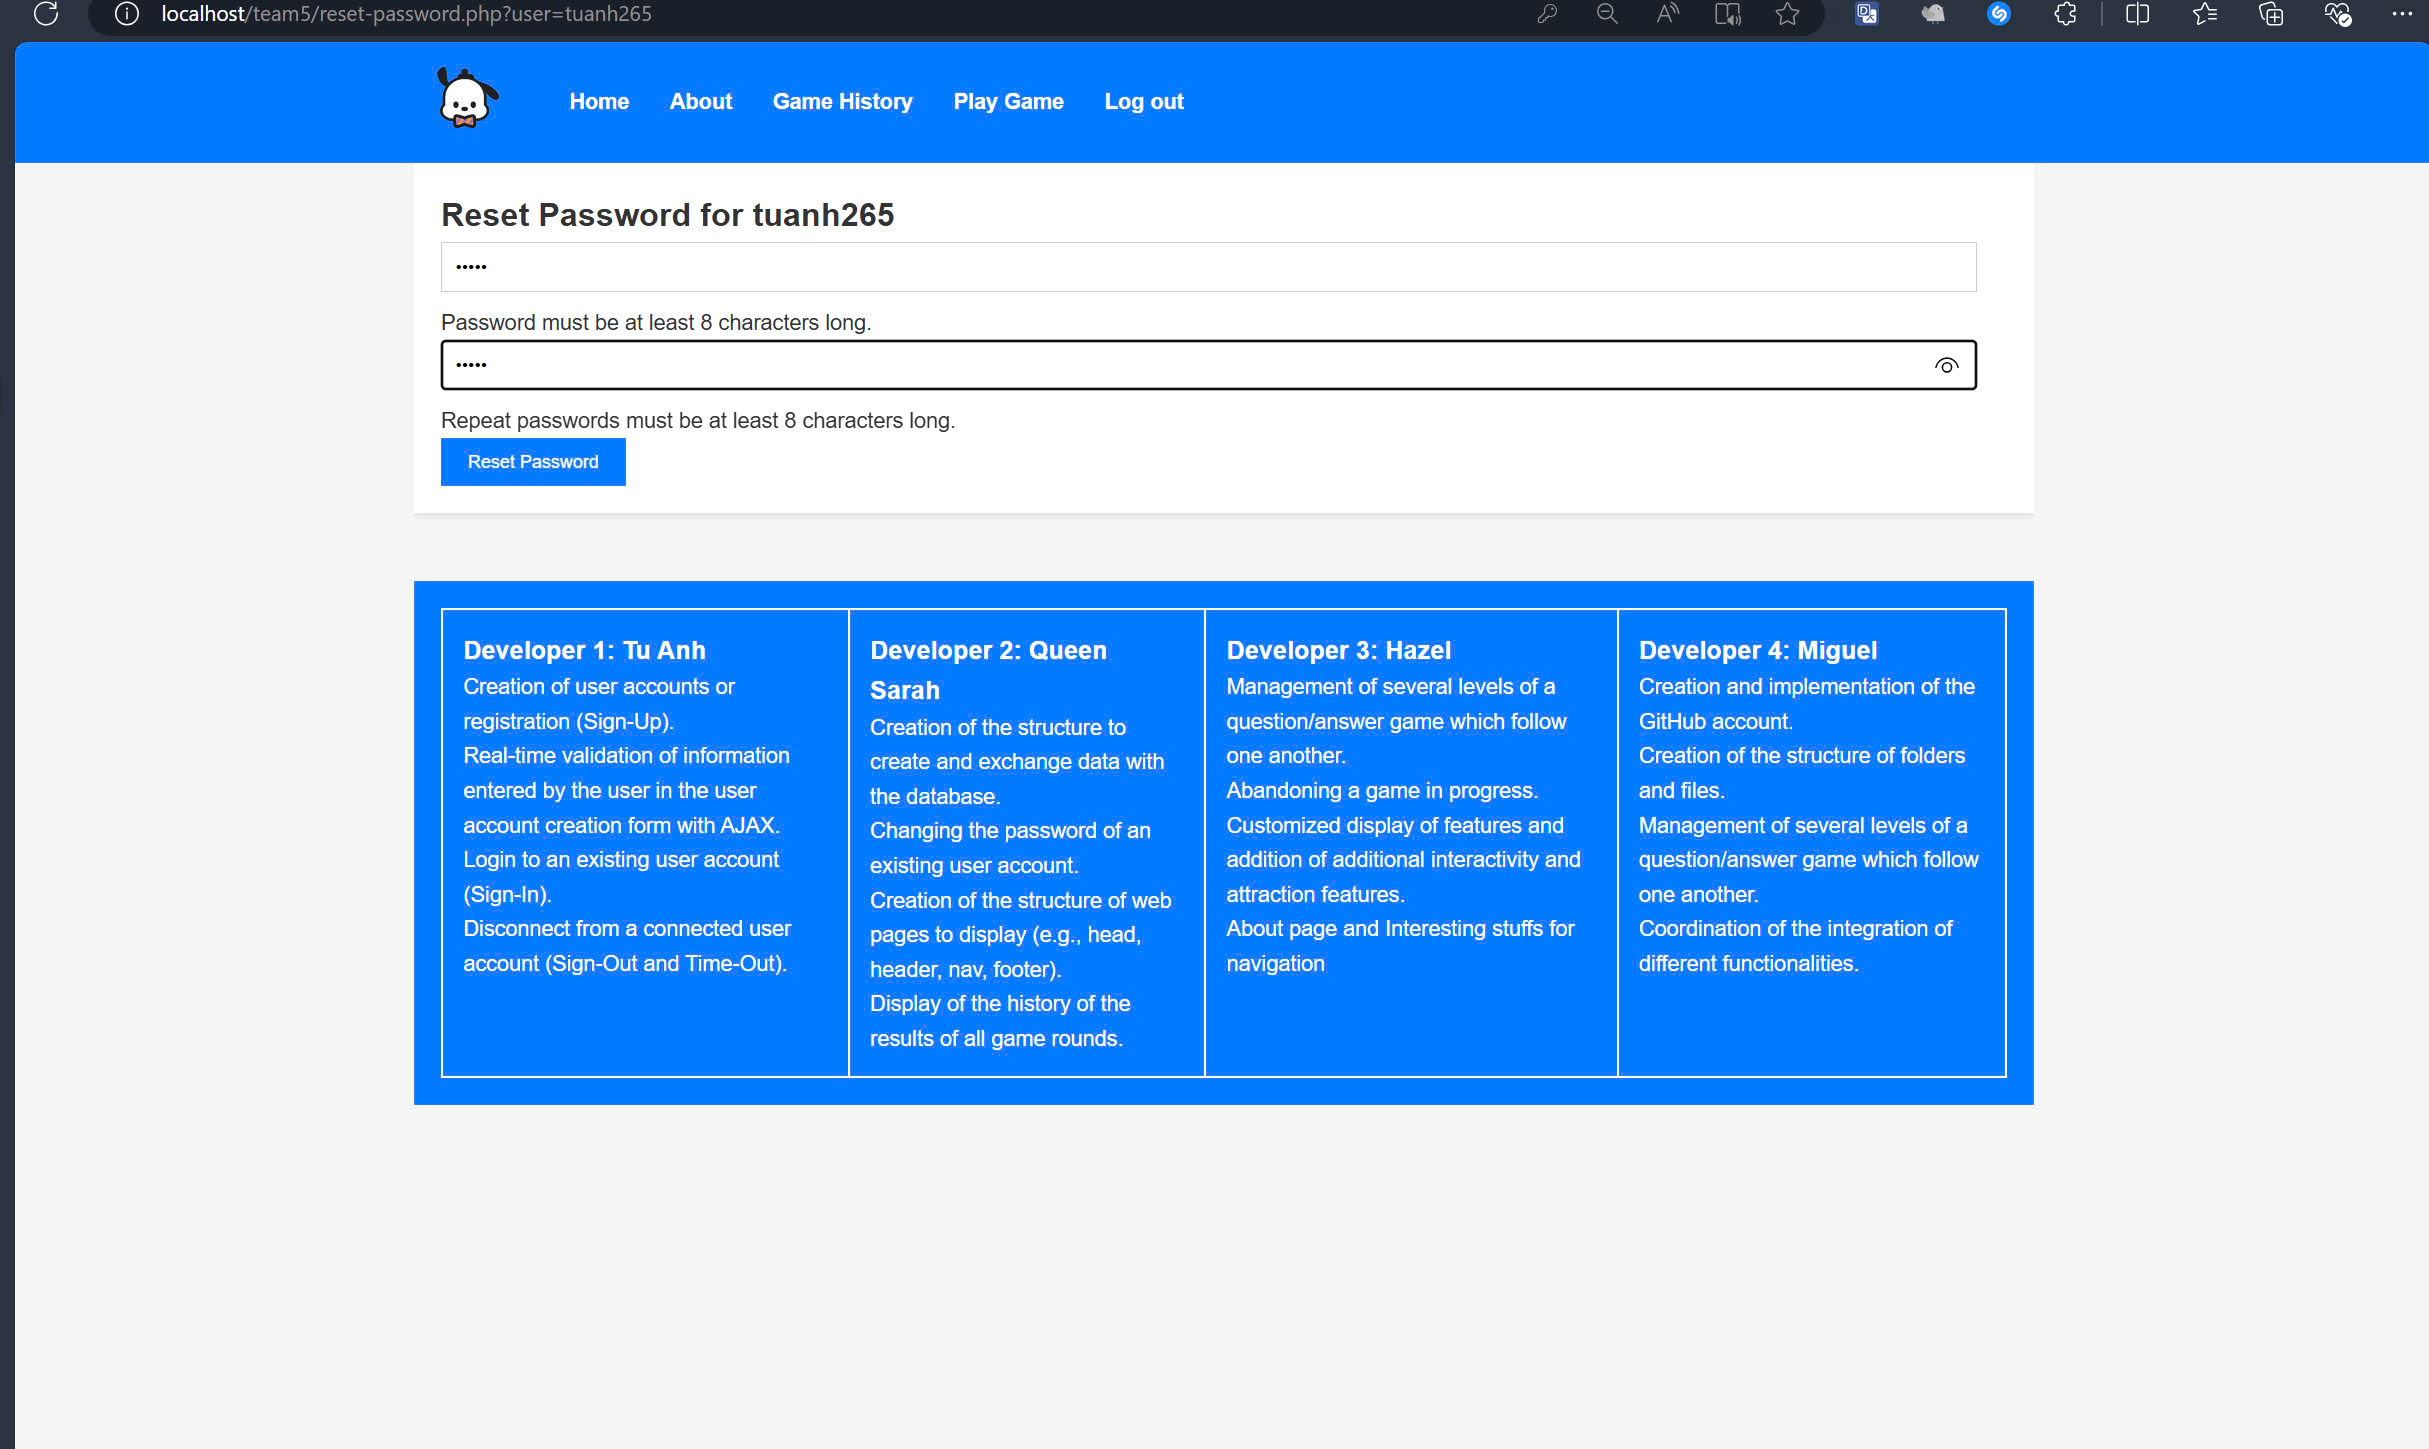 localhost/team5/reset-password.php?user=tuanh265
Home About Game History Play Game Log out
Reset Password for tuanh265
•••••
Password must be at least 8 characters long.
•••••
Repeat passwords must be at least 8 characters long.
Reset Password
Developer 1: Tu Anh
Creation of user accounts or
registration (Sign-Up).
Real-time validation of information
entered by the user in the user
account creation form with AJAX.
Login to an existing user account
(Sign-In).
Disconnect from a connected user
account (Sign-Out and Time-Out).
Developer 2: Queen
Sarah
Creation of the structure to
create and exchange data with
the database.
Changing the password of an
existing user account.
Creation of the structure of web
pages to display (e.g., head,
header, nav, footer).
Display of the history of the
results of all game rounds.
Developer 3: Hazel
Management of several levels of a
question/answer game which follow
one another.
Abandoning a game in progress.
Customized display of features and
addition of additional interactivity and
attraction features.
About page and Interesting stuffs for
navigation
Developer 4: Miguel
Creation and implementation of the
GitHub account.
Creation of the structure of folders
and files.
Management of several levels of a
question/answer game which follow
one another.
Coordination of the integration of
different functionalities.